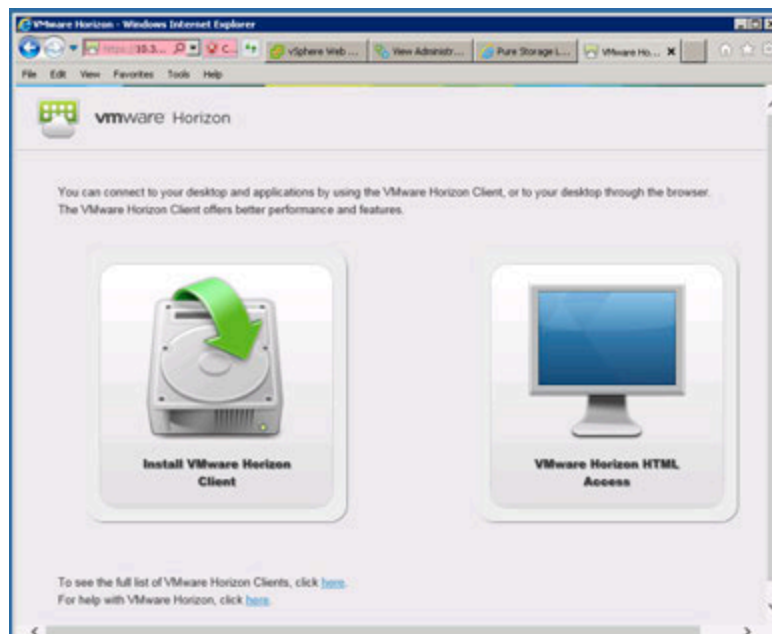 VMware Horizon - Windows Internet Explorer
https://10.3...
C...
vSphere Web ...
View Administr...
Pure Storage L...
VMware Ho...
File Edit View Favorites Tools Help
vmware Horizon
You can connect to your desktop and applications by using the VMware Horizon Client, or to your desktop through the browser.
The VMware Horizon Client offers better performance and features.
Install VMware Horizon
Client
VMware Horizon HTML
Access
To see the full list of VMware Horizon Clients, click here.
For help with VMware Horizon, click here.